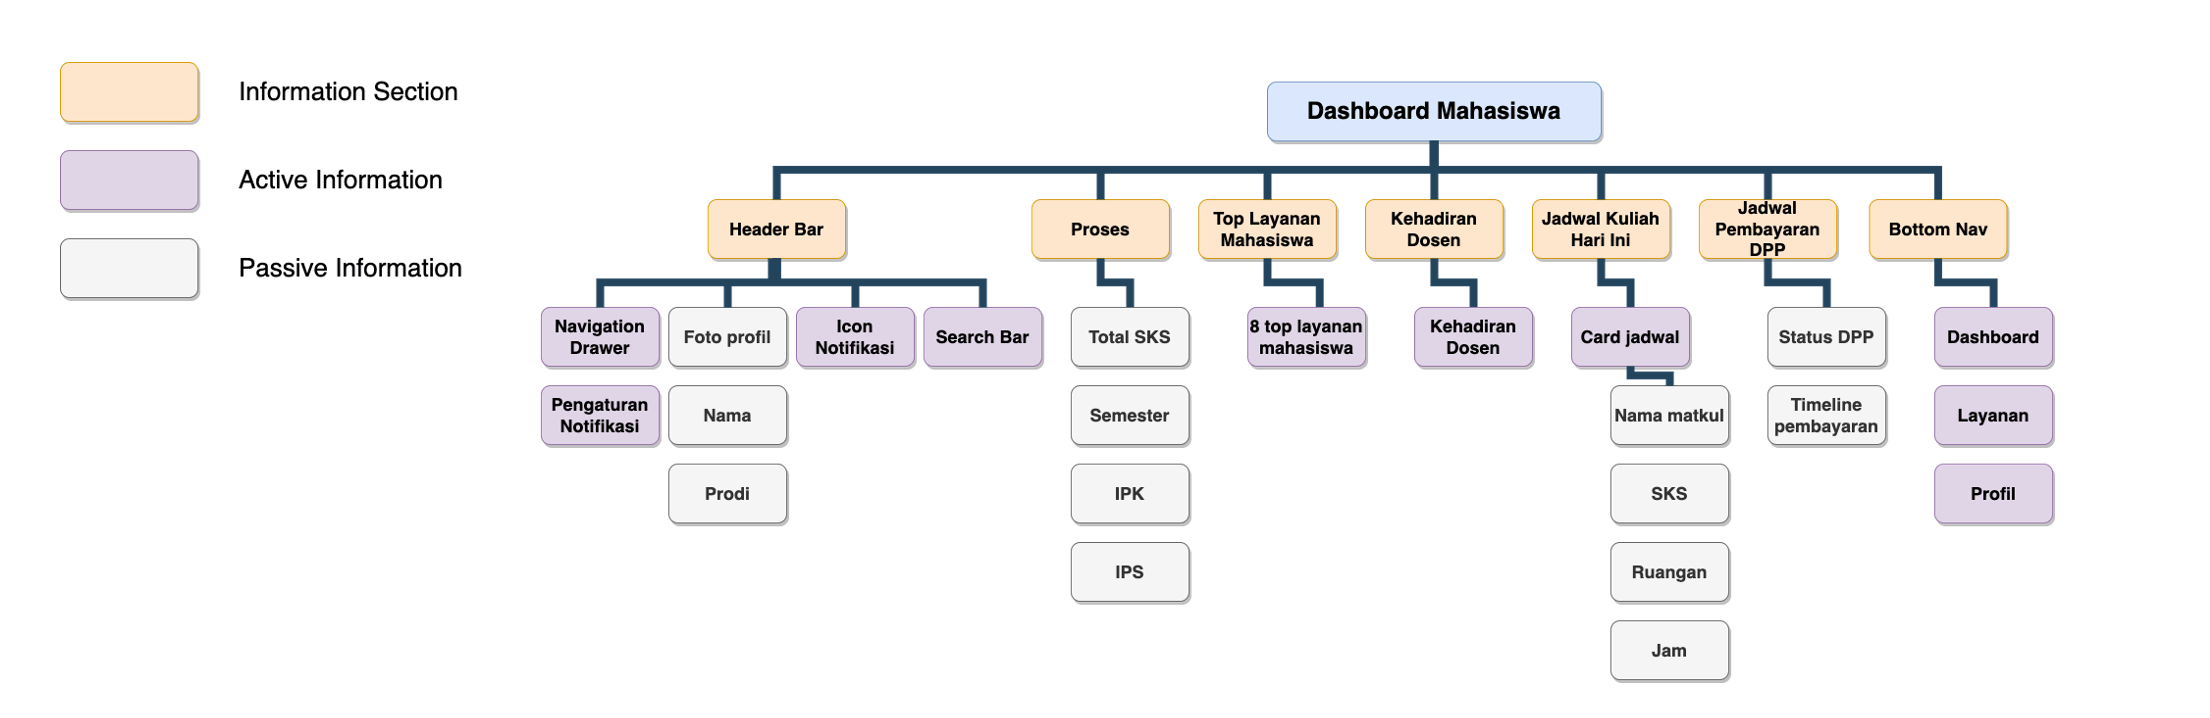 Information Section
Active Information
Passive Information
Dashboard Mahasiswa
Header Bar
Proses
Top Layanan
Mahasiswa
Kehadiran
Dosen
Jadwal Kuliah
Hari Ini
Jadwal
Pembayaran
DPP
Bottom Nav
Navigation
Drawer
Foto profil
Icon
Notifikasi
Search Bar
Total SKS
8 top layanan
mahasiswa
Kehadiran
Dosen
Card jadwal
Status DPP
Dashboard
Pengaturan
Notifikasi
Nama
Semester
Nama matkul
Timeline
pembayaran
Layanan
Prodi
IPK
SKS
Profil
IPS
Ruangan
Jam